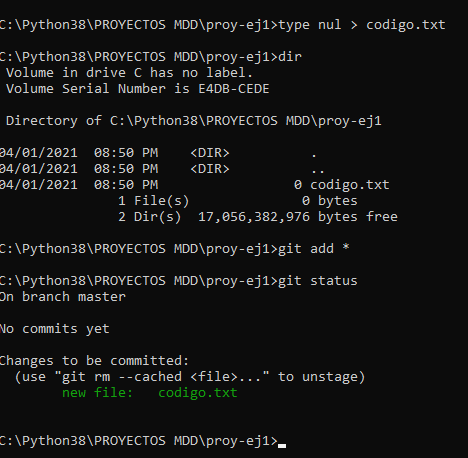 C:\Python38\PROYECTOS MDD\proy-ej1>type nul > codigo.txt
C:\Python38\PROYECTOS MDD\proy-ej1>dir
Volume in drive C has no label.
Volume Serial Number is E4DB-CEDE
Directory of C:\Python38\PROYECTOS MDD\proy-ej1
04/01/2021  08:50 PM    <DIR>          .
04/01/2021  08:50 PM    <DIR>          ..
04/01/2021  08:50 PM                 0 codigo.txt
1 File(s)              0 bytes
2 Dir(s)  17,056,382,976 bytes free
C:\Python38\PROYECTOS MDD\proy-ej1>git add *
C:\Python38\PROYECTOS MDD\proy-ej1>git status
On branch master
No commits yet
Changes to be committed:
(use "git rm --cached <file>..." to unstage)
new file:   codigo.txt
C:\Python38\PROYECTOS MDD\proy-ej1>